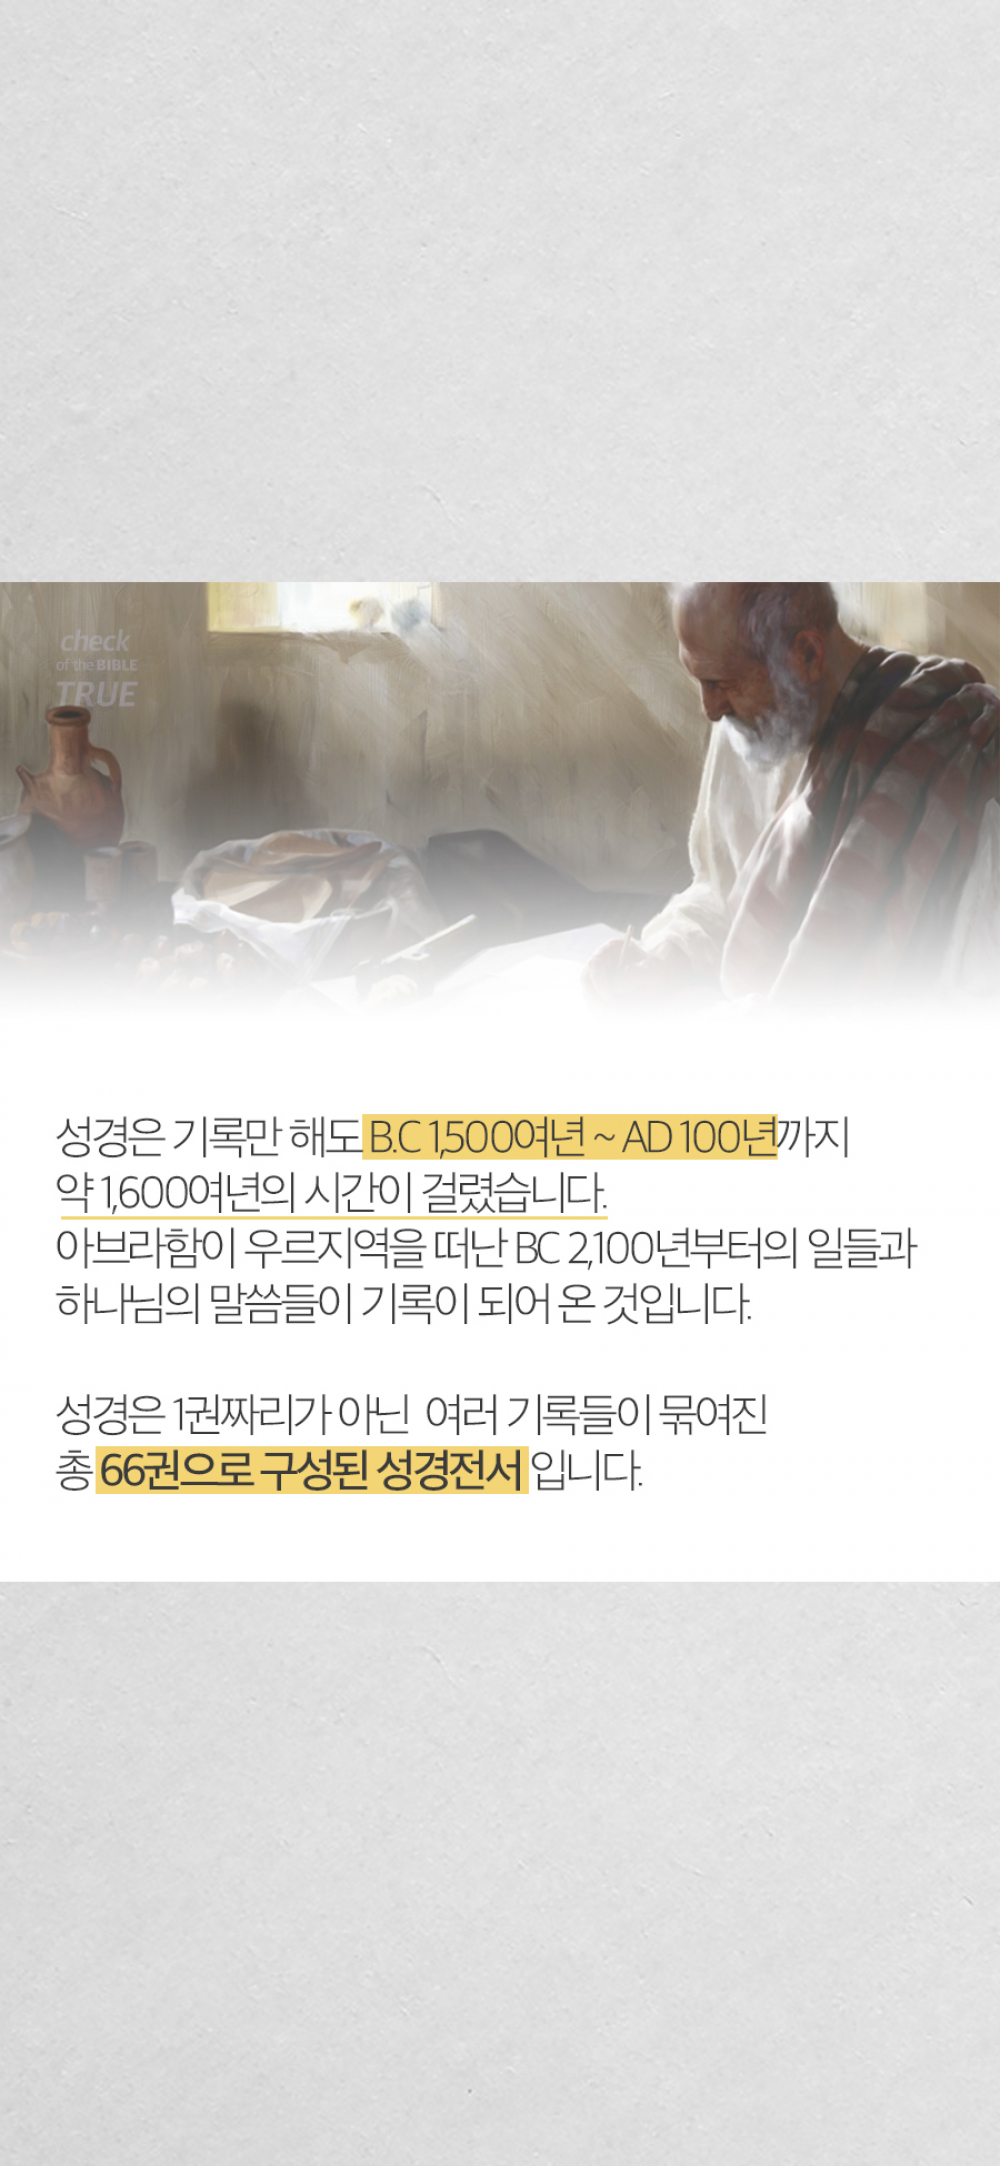 check
of the BIBLE
TRUE
성경은 기록만 해도 B.C 1,500여년 ~ AD 100년까지
약 1,600여년의 시간이 걸렸습니다.
아브라함이 우르지역을 떠난 BC 2,100년부터의 일들과
하나님의 말씀들이 기록이 되어 온 것입니다.
성경은 1권짜리가 아닌 여러 기록들이 묶여진
총 66권으로 구성된 성경전서 입니다.